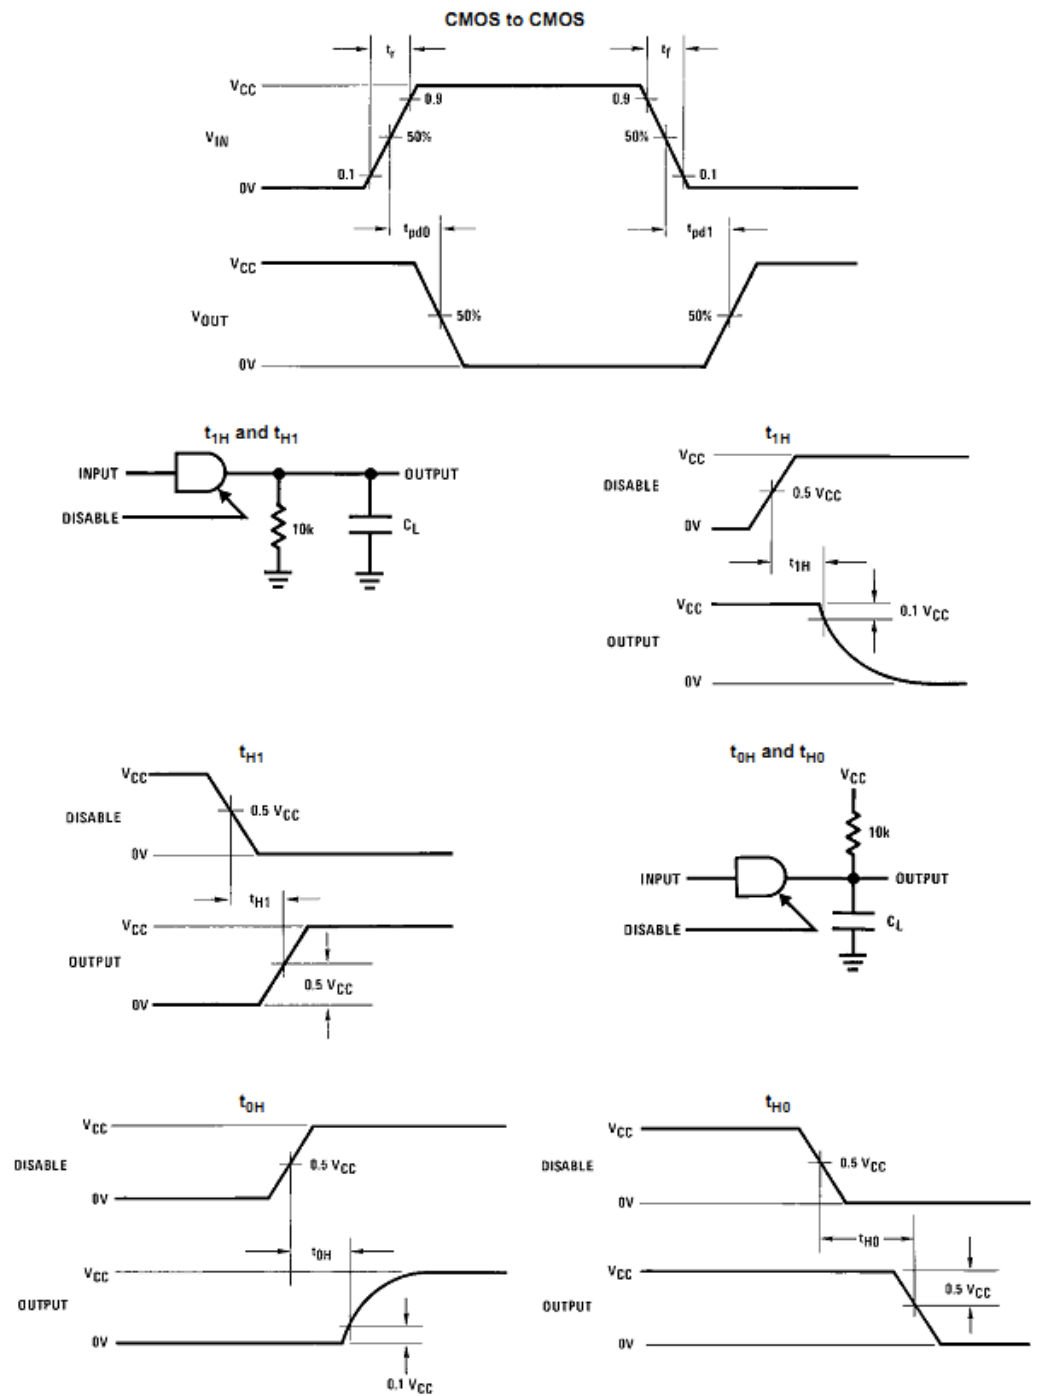 CMOS to CMOS
tr
tf
VCC
0.9
0.9
VIN
50%
50%
0.1
0.1
0V
tpd0
tpd1
VCC
VOUT
50%
50%
0V
t1H and tH1
INPUT
OUTPUT
DISABLE
10k
CL
t1H
VCC
DISABLE
0.5 VCC
0V
t1H
VCC
0.1 VCC
OUTPUT
0V
tH1
VCC
0.5 VCC
DISABLE
0V
tH1
VCC
OUTPUT
0.5 VCC
0V
t0H and tH0
VCC
10k
INPUT
OUTPUT
DISABLE
CL
t0H
VCC
DISABLE
0.5 VCC
0V
t0H
VCC
OUTPUT
0V
0.1 VCC
tH0
VCC
DISABLE
0.5 VCC
0V
tH0
VCC
0.5 VCC
OUTPUT
0V